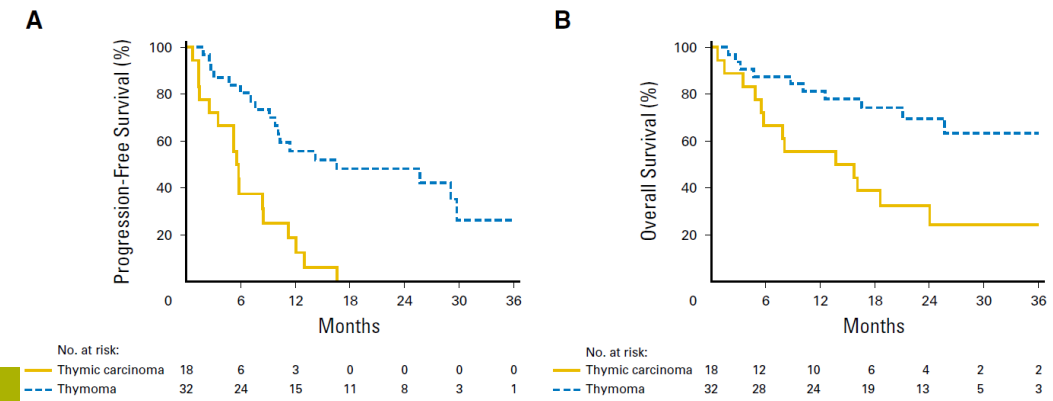 A
Progression-Free Survival (%)
100
80
60
40
20
0
6
12
18
24
30
36
Months
No. at risk:
Thymic carcinoma 18 6 3 0 0 0 0
Thymoma 32 24 15 11 8 3 1
B
Overall Survival (%)
100
80
60
40
20
0
6
12
18
24
30
36
Months
No. at risk:
Thymic carcinoma 18 12 10 6 4 2 2
Thymoma 32 28 24 19 13 5 3